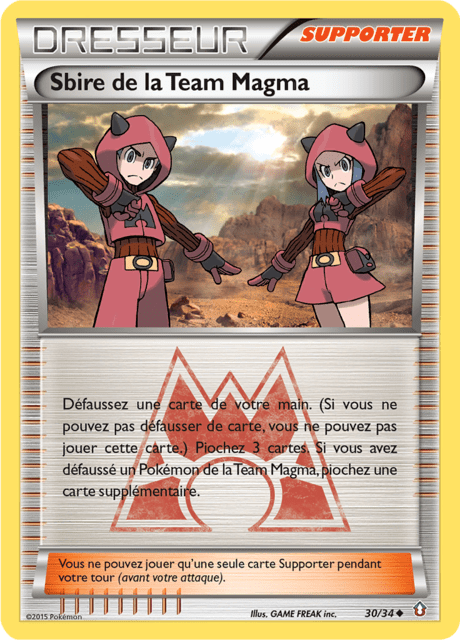 DRESSEUR
SUPPORTER
Sbire de la Team Magma
Défaussez une carte de votre main. (Si vous ne
pouvez pas défausser de carte, vous ne pouvez pas
jouer cette carte.) Piochez 3 cartes. Si vous avez
défaussé un Pokémon de la Team Magma, piochez une
carte supplémentaire.
Vous ne pouvez jouer qu'une seule carte Supporter pendant
votre tour (avant votre attaque).
©2015 Pokémon
Illus. GAME FREAK inc.
30/34